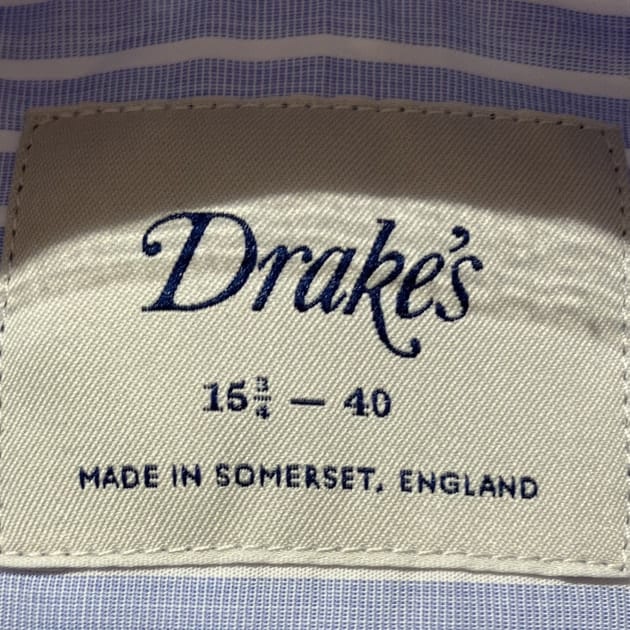 Drake's
15¾ — 40
MADE IN SOMERSET, ENGLAND